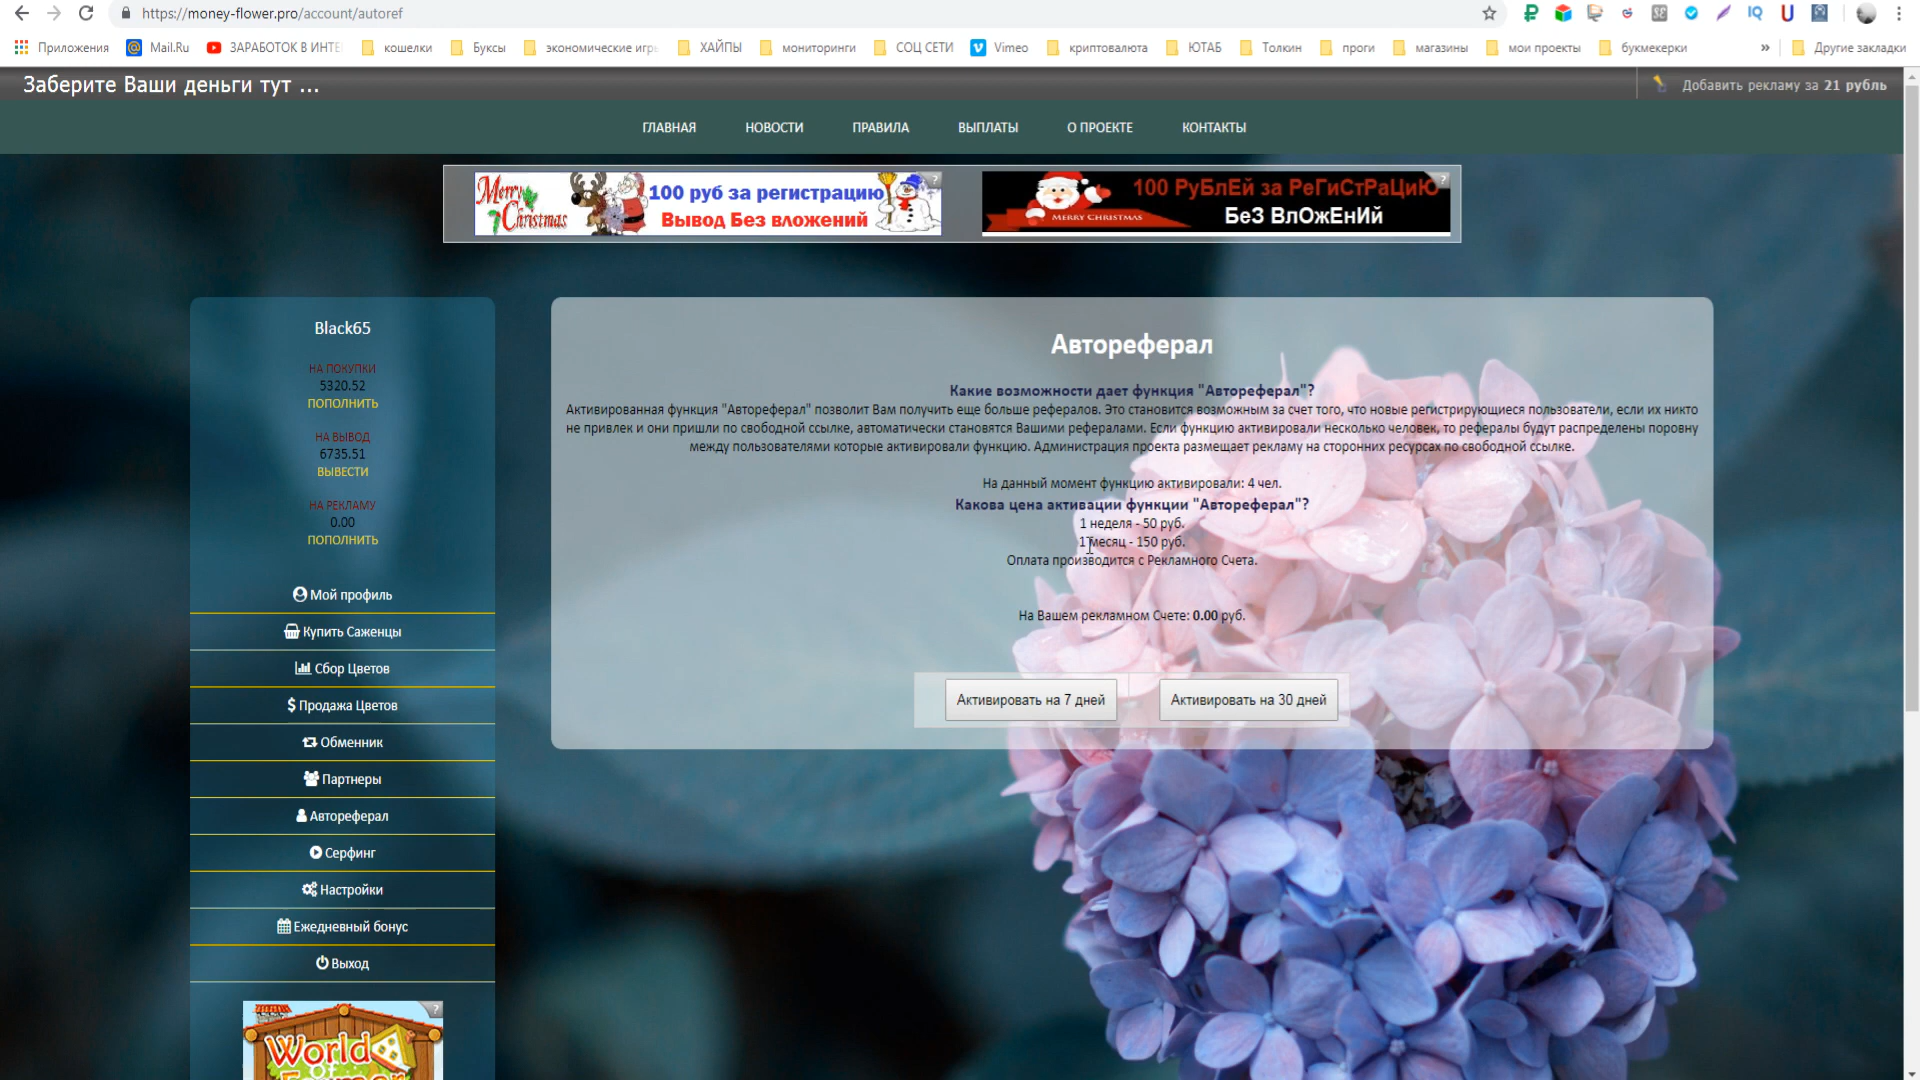 https://money-flower.pro/account/autoref
Приложения
Mail.Ru
ЗАРАБОТОК В ИНТЕ
кошелки
Буксы
экономические игры
ХАЙПЫ
мониторинги
СОЦ СЕТИ
Vimeo
криптовалюта
ЮТАБ
Толкин
проги
магазины
мои проекты
букмекерки
»
Другие закладки
Заберите Ваши деньги тут ...
Добавить рекламу за 21 рубль
ГЛАВНАЯ
НОВОСТИ
ПРАВИЛА
ВЫПЛАТЫ
О ПРОЕКТЕ
КОНТАКТЫ
Merry Christmas
100 руб за регистрацию
Вывод Без вложений
MERRY CHRISTMAS
100 РуБлЕй за РеГиСтРаЦиЮ
БеЗ ВлОжЕнИй
Black65
НА ПОКУПКИ
5320.52
ПОПОЛНИТЬ
НА ВЫВОД
6735.51
ВЫВЕСТИ
НА РЕКЛАМУ
0.00
ПОПОЛНИТЬ
Мой профиль
Купить Саженцы
Сбор Цветов
Продажа Цветов
Обменник
Партнеры
Автореферал
Серфинг
Настройки
Ежедневный бонус
Выход
World
of
Автореферал
Какие возможности дает функция "Автореферал"?
Активированная функция "Автореферал" позволит Вам получить еще больше рефералов. Это становится возможным за счет того, что новые регистрирующиеся пользователи, если их никто
не привлек и они пришли по свободной ссылке, автоматически становятся Вашими рефералами. Если функцию активировали несколько человек, то рефералы будут распределены поровну
между пользователями которые активировали функцию. Администрация проекта размещает рекламу на сторонних ресурсах по свободной ссылке.
На данный момент функцию активировали: 4 чел.
Какова цена активации функции "Автореферал"?
1 неделя - 50 руб.
1 месяц - 150 руб.
Оплата производится с Рекламного Счета.
На Вашем рекламном Счете: 0.00 руб.
Активировать на 7 дней
Активировать на 30 дней